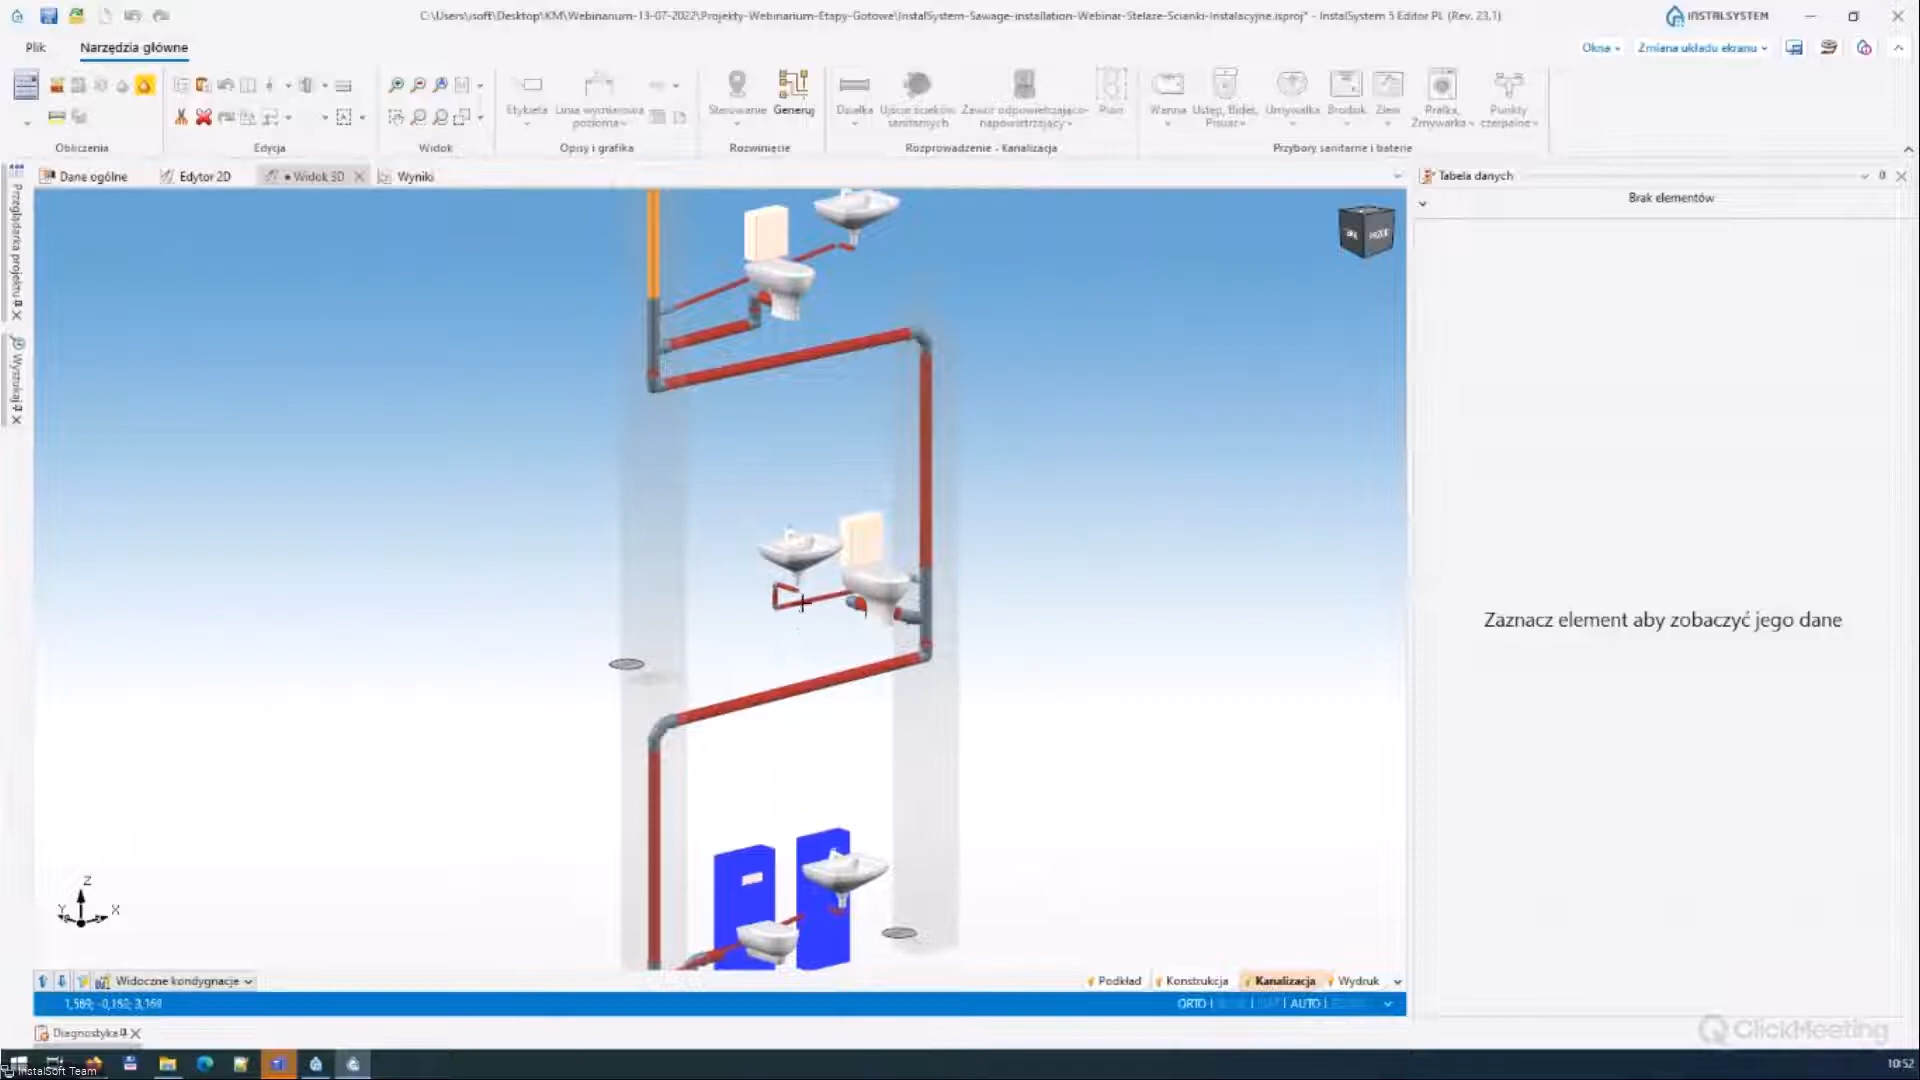 C:\Users\isoft\Desktop\KM\Webinarium-13-07-2022\Projekty-Webinarium-Etapy-Gotowe\InstalSystem-Sawage-installation-Webinar-Stelaze-Scianki-Instalacyjne.isproj* - InstalSystem 5 Editor PL (Rev. 23,1)
INSTALSYSTEM
Plik
Narzędzia główne
Okna
Zmiana układu ekranu
Etykieta
Linia wymiarowa
pozioma
Sterowanie
Generuj
Działka
Ujście ścieków
sanitarnych
Zawór odpowietrzająco-
napowietrzający
Pion
Wanna
Ustęp, Bidet,
Pisuar
Umywalka
Brodzik
Zlew
Pralka,
Zmywarka
Punkty
czerpalne
Obliczenia
Edycja
Widok
Opisy i grafika
Rozwinięcie
Rozprowadzenie - Kanalizacja
Przybory sanitarne i baterie
Przeglądarka projektu
Wyszukaj
Dane ogólne
Edytor 2D
Widok 3D
Wyniki
Tabela danych
Brak elementów
Zaznacz element aby zobaczyć jego dane
Z
Y
X
Widoczne kondygnacje
Podkład
Konstrukcja
Kanalizacja
Wydruk
ORTO
AUTO
Diagnostyka
ClickMeeting
InstalSoft Team
10:52